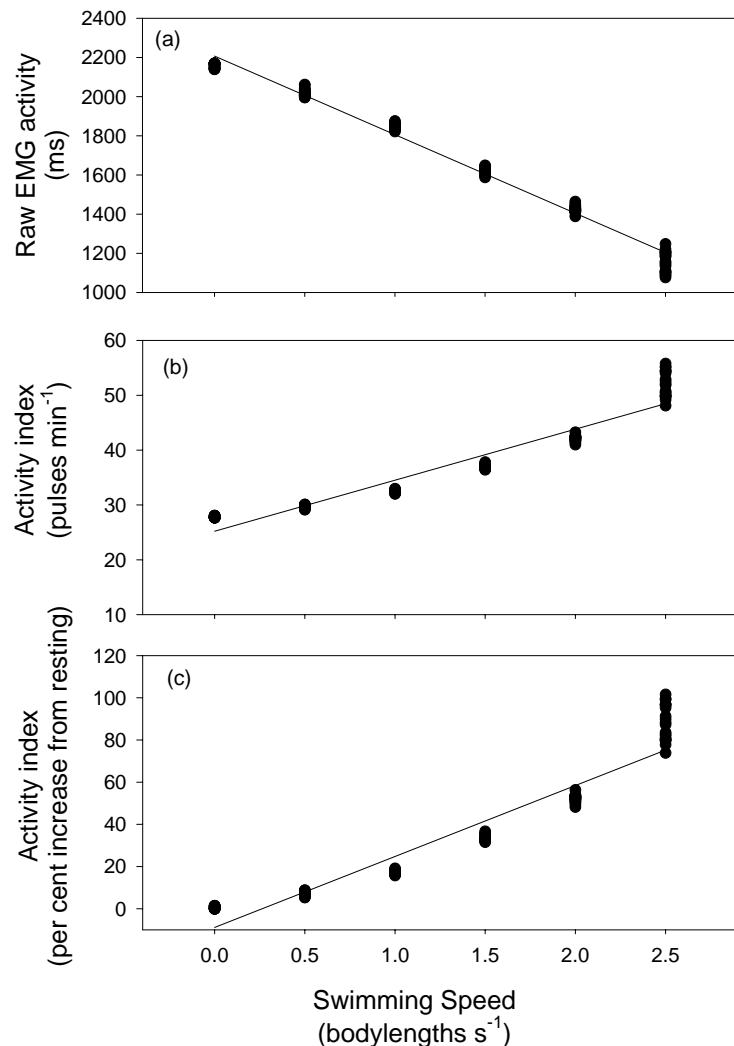 (a)
Raw EMG activity
(ms)
2400
2200
2000
1800
1600
1400
1200
1000
(b)
Activity index
(pulses min⁻¹)
60
50
40
30
20
10
(c)
Activity index
(per cent increase from resting)
120
100
80
60
40
20
0
0.0 0.5 1.0 1.5 2.0 2.5
Swimming Speed
(bodylengths s⁻¹)